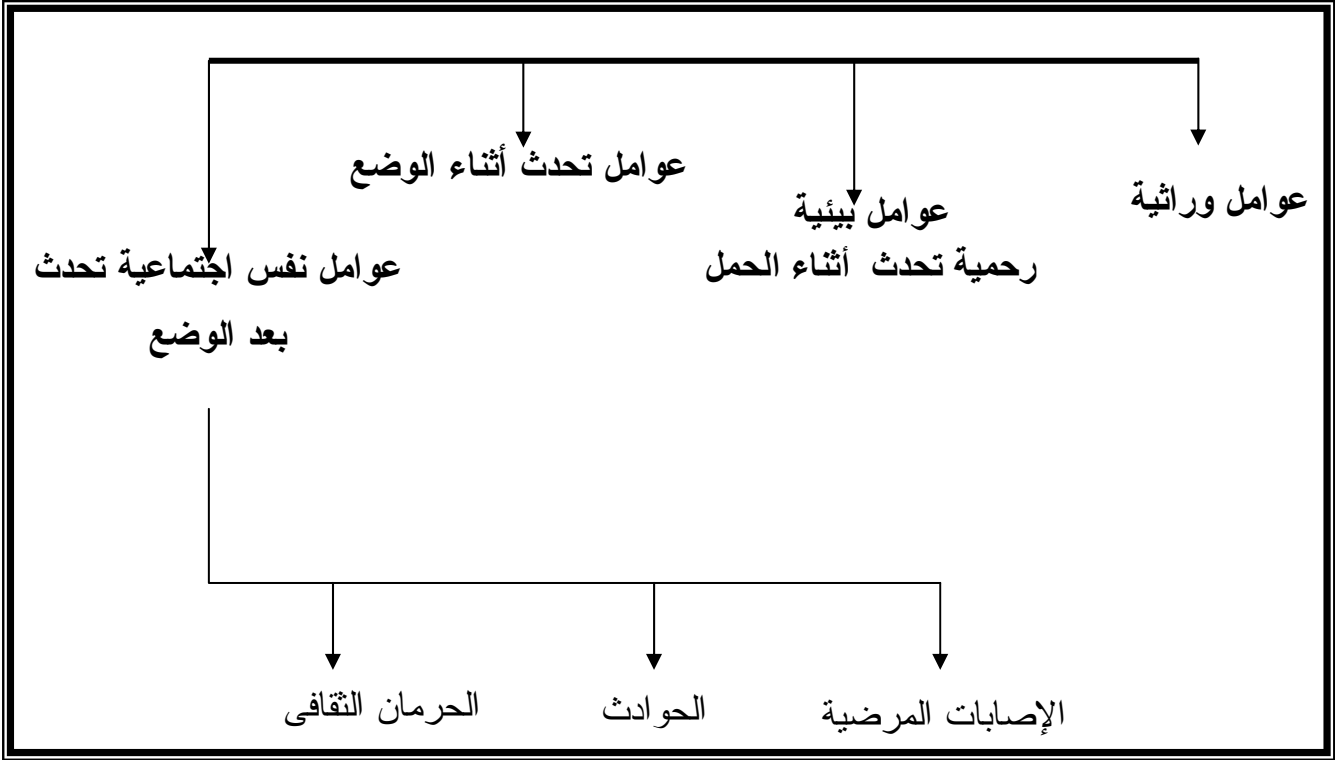 عوامل وراثية
عوامل بيئية
رحمية تحدث أثناء الحمل
عوامل تحدث أثناء الوضع
عوامل نفس اجتماعية تحدث
بعد الوضع
الإصابات المرضية
الحوادث
الحرمان الثقافى